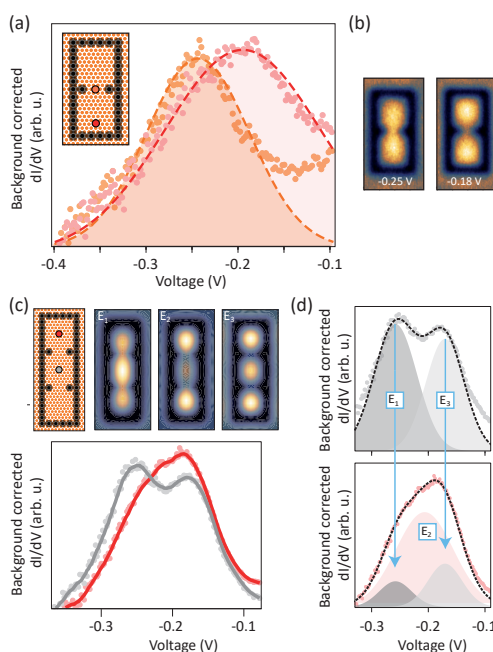 (a)
Background corrected
dI/dV (arb. u.)
-0.4
-0.3
-0.2
-0.1
Voltage (V)
(b)
-0.25 V
-0.18 V
(c)
E1
E2
E3
Background corrected
dI/dV (arb. u.)
-0.3
-0.2
-0.1
Voltage (V)
(d)
Background corrected
dI/dV (arb. u.)
E1
E3
Background corrected
dI/dV (arb. u.)
E2
-0.3
-0.2
-0.1
Voltage (V)